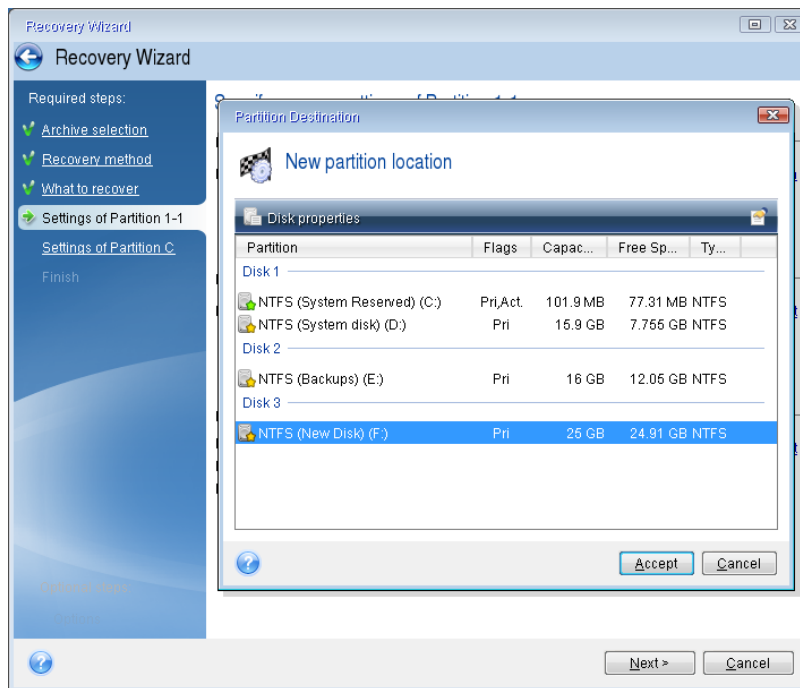 Recovery Wizard
Recovery Wizard
Required steps:
Archive selection
Recovery method
What to recover
Settings of Partition 1-1
Settings of Partition C
Finish
Partition Destination
New partition location
Disk properties
Partition Flags Capac... Free Sp... Ty...
Disk 1
NTFS (System Reserved) (C:) Pri,Act. 101.9 MB 77.31 MB NTFS
NTFS (System disk) (D:) Pri 15.9 GB 7.755 GB NTFS
Disk 2
NTFS (Backups) (E:) Pri 16 GB 12.05 GB NTFS
Disk 3
NTFS (New Disk) (F:) Pri 25 GB 24.91 GB NTFS
Accept Cancel
Next > Cancel